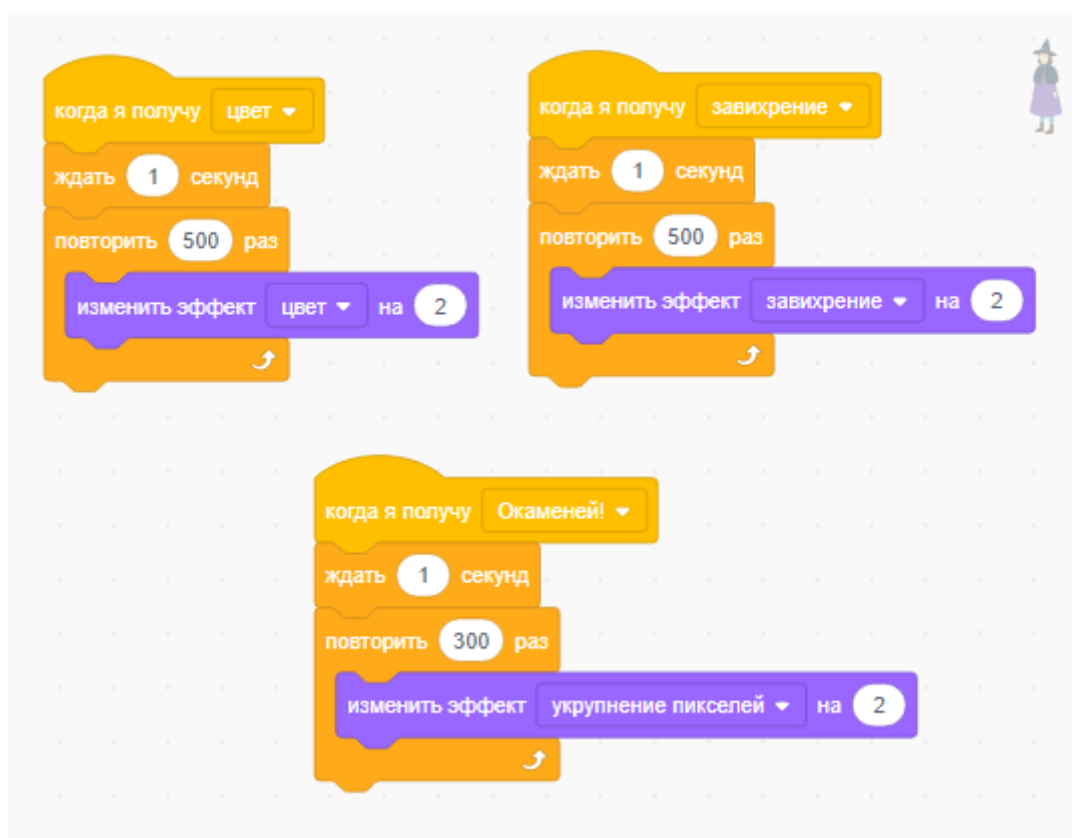 когда я получу цвет
ждать 1 секунд
повторить 500 раз
изменить эффект цвет на 2
когда я получу завихрение
ждать 1 секунд
повторить 500 раз
изменить эффект завихрение на 2
когда я получу Окаменей!
ждать 1 секунд
повторить 300 раз
изменить эффект укрупнение пикселей на 2